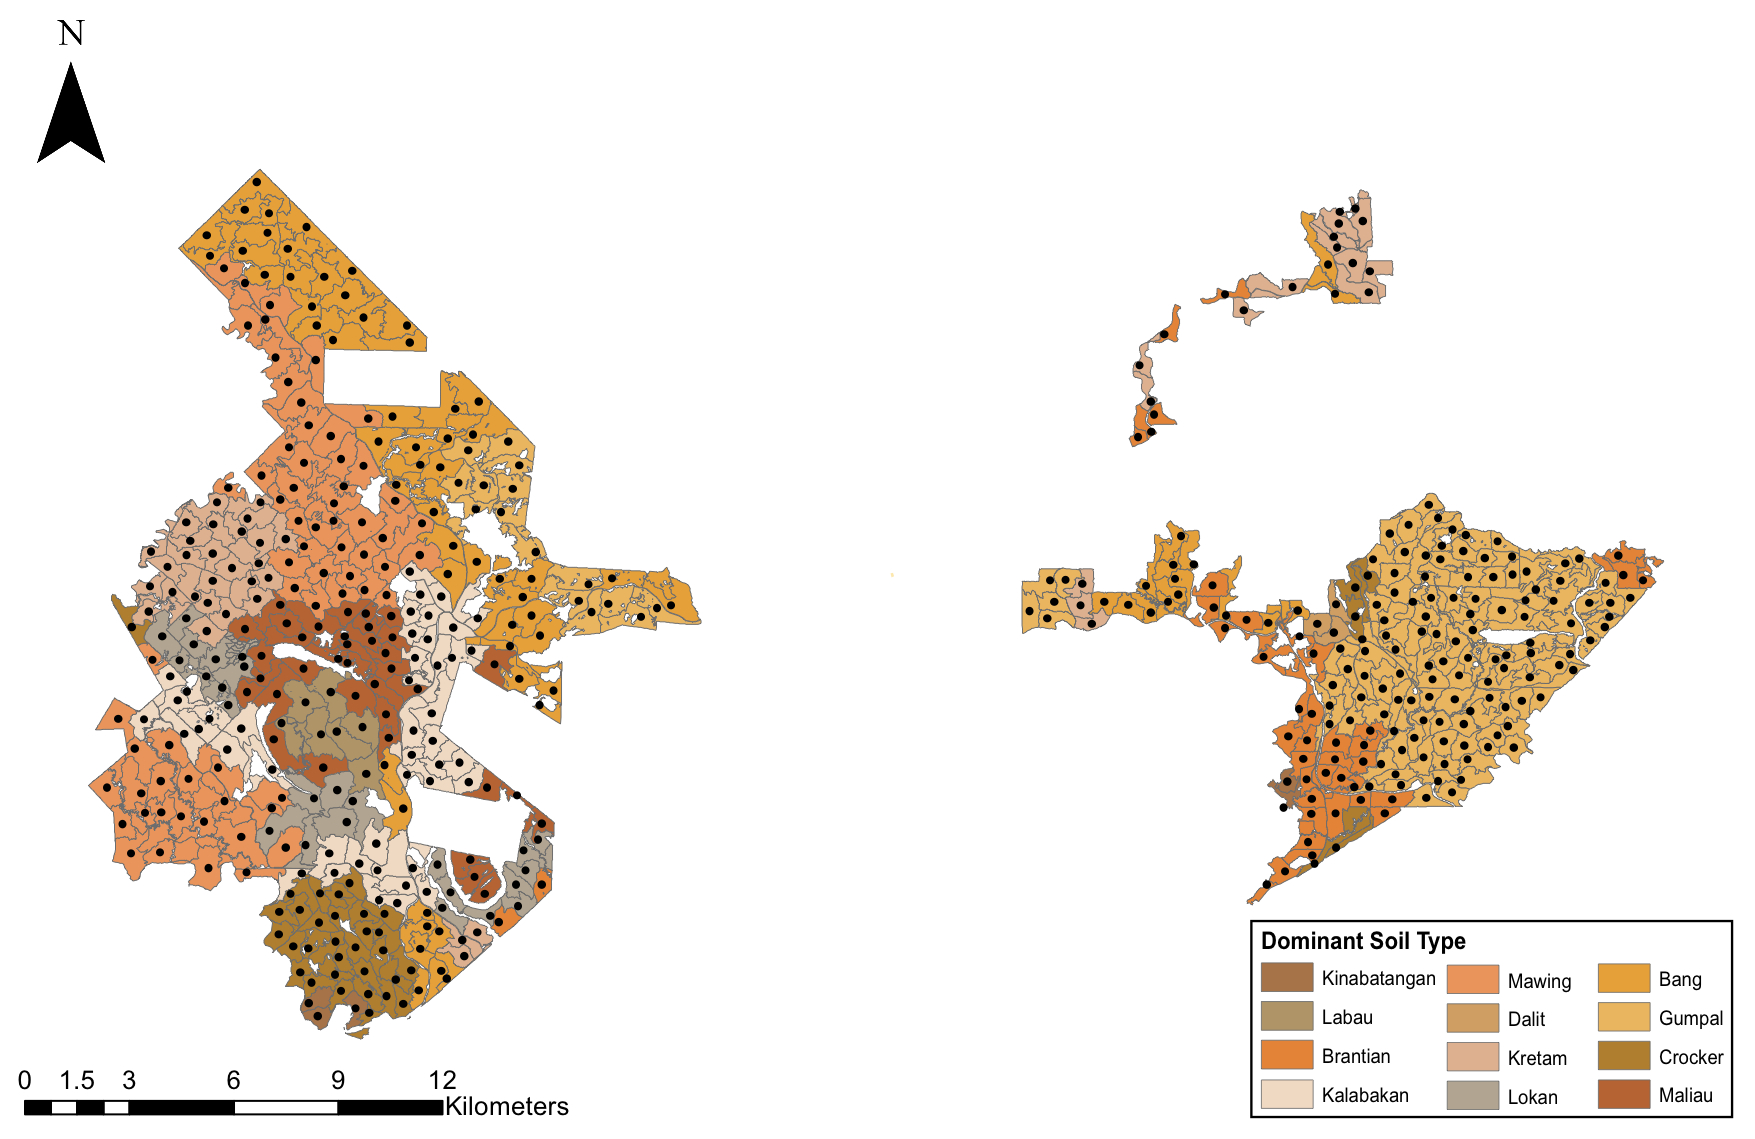 N
Dominant Soil Type
Kinabatangan
Mawing
Bang
Labau
Dalit
Gumpal
Brantian
Kretam
Crocker
Kalabakan
Lokan
Maliau
0 1.5 3 6 9 12
Kilometers